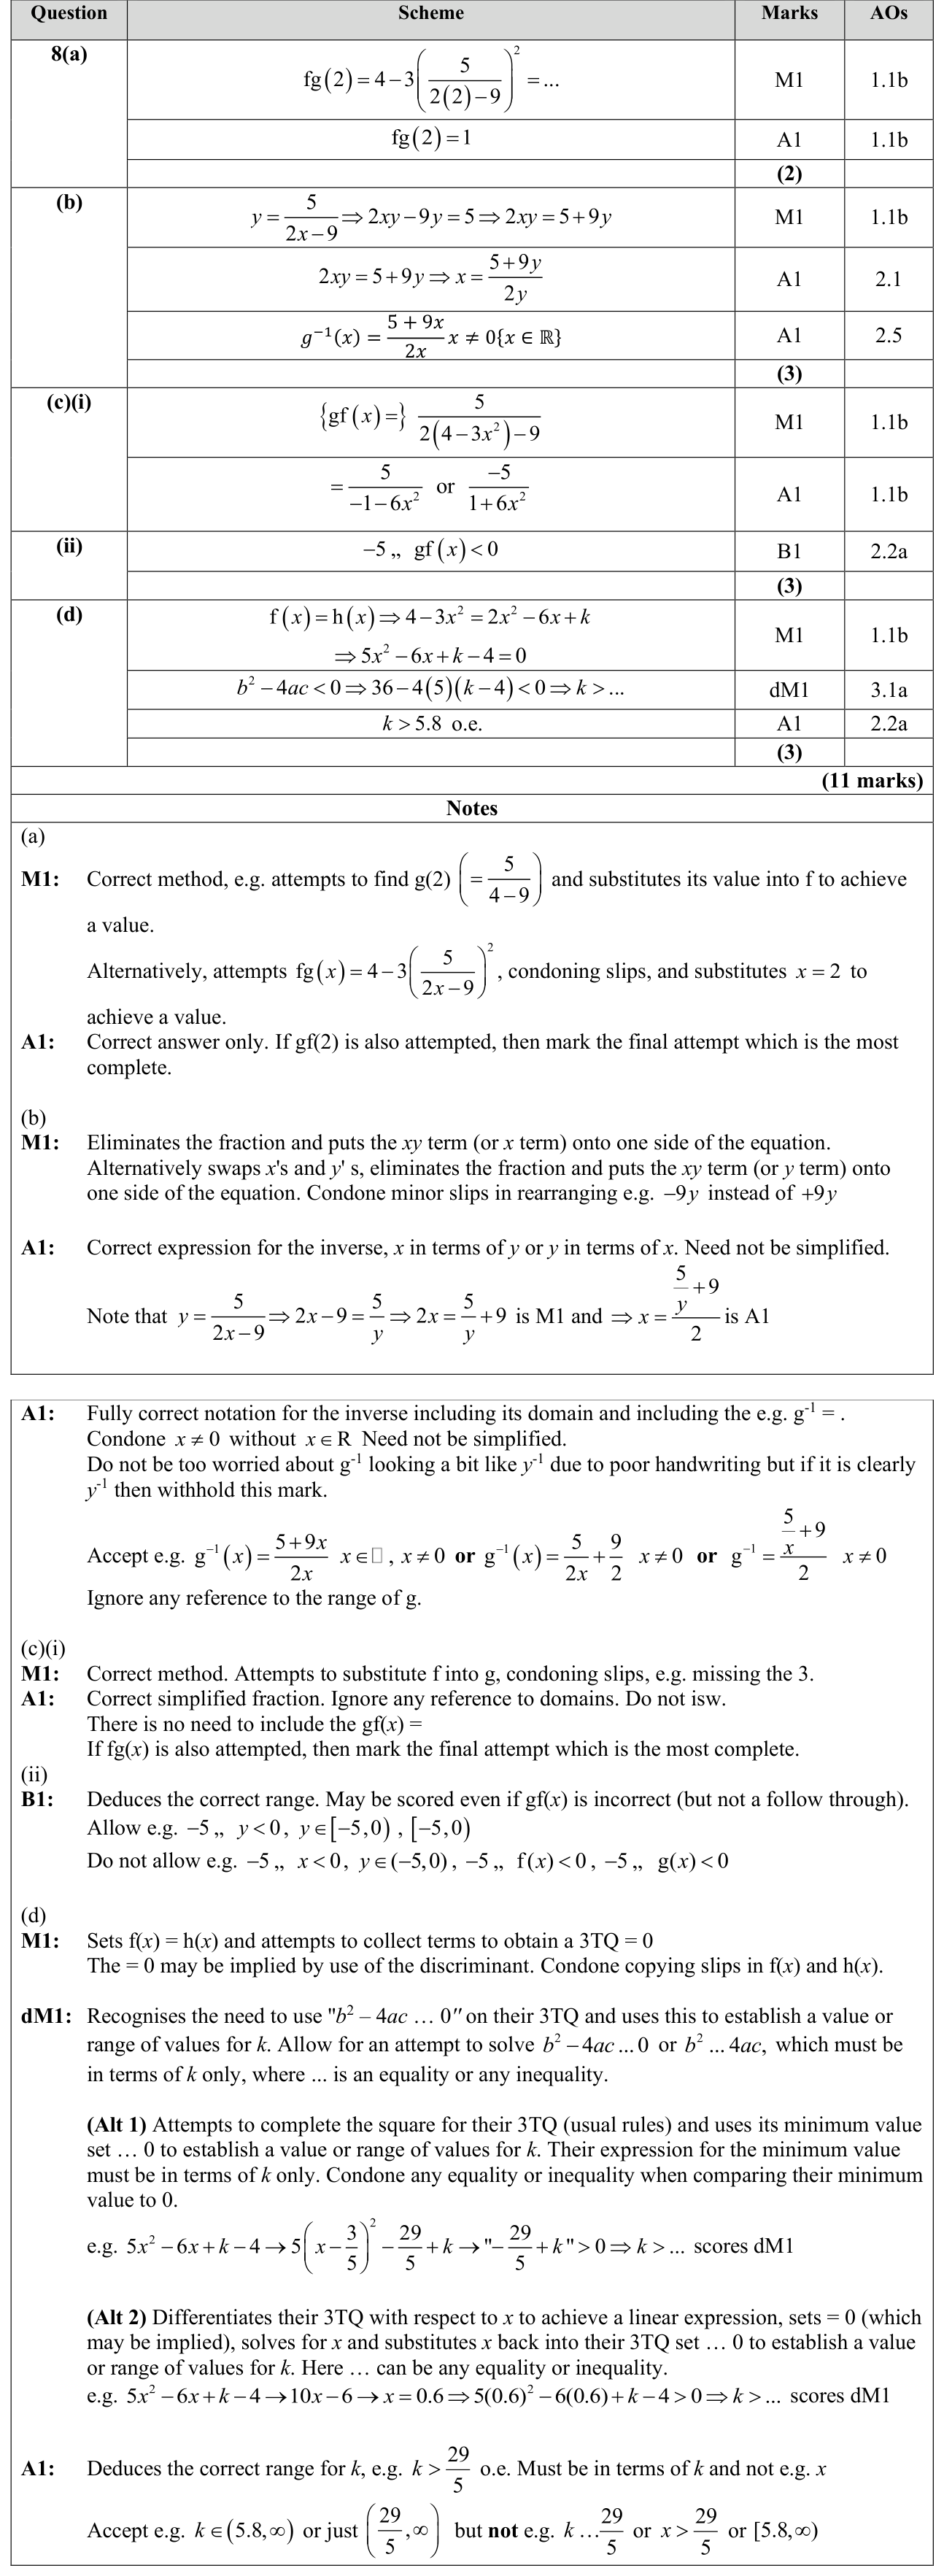 Question Scheme Marks AOs
8(a) fg(2) = 4 − 3(5/(2(2) − 9))² = ... M1 1.1b
fg(2) = 1 A1 1.1b
(2)
(b) y = 5/(2x − 9) ⇒ 2xy − 9y = 5 ⇒ 2xy = 5 + 9y M1 1.1b
2xy = 5 + 9y ⇒ x = (5 + 9y)/(2y) A1 2.1
g⁻¹(x) = (5 + 9x)/(2x) x ≠ 0{x ∈ ℝ} A1 2.5
(3)
(c)(i) {gf(x) =} 5/(2(4 − 3x²) − 9) M1 1.1b
= 5/(−1 − 6x²) or −5/(1 + 6x²) A1 1.1b
(ii) −5 ,, gf(x) < 0 B1 2.2a
(3)
(d) f(x) = h(x) ⇒ 4 − 3x² = 2x² − 6x + k M1 1.1b
⇒ 5x² − 6x + k − 4 = 0
b² − 4ac < 0 ⇒ 36 − 4(5)(k − 4) < 0 ⇒ k > ... dM1 3.1a
k > 5.8 o.e. A1 2.2a
(3)
(11 marks)
Notes
(a)
M1: Correct method, e.g. attempts to find g(2) (= 5/(4 − 9)) and substitutes its value into f to achieve
a value.
Alternatively, attempts fg(x) = 4 − 3(5/(2x − 9))², condoning slips, and substitutes x = 2 to
achieve a value.
A1: Correct answer only. If gf(2) is also attempted, then mark the final attempt which is the most
complete.
(b)
M1: Eliminates the fraction and puts the xy term (or x term) onto one side of the equation.
Alternatively swaps x's and y' s, eliminates the fraction and puts the xy term (or y term) onto
one side of the equation. Condone minor slips in rearranging e.g. −9y instead of +9y
A1: Correct expression for the inverse, x in terms of y or y in terms of x. Need not be simplified.
Note that y = 5/(2x − 9) ⇒ 2x − 9 = 5/y ⇒ 2x = 5/y + 9 is M1 and ⇒ x = (5/y + 9)/2 is A1
A1: Fully correct notation for the inverse including its domain and including the e.g. g⁻¹ = .
Condone x ≠ 0 without x ∈ R Need not be simplified.
Do not be too worried about g⁻¹ looking a bit like y⁻¹ due to poor handwriting but if it is clearly
y⁻¹ then withhold this mark.
Accept e.g. g⁻¹(x) = (5 + 9x)/(2x) x ∈ □ , x ≠ 0 or g⁻¹(x) = 5/(2x) + 9/2 x ≠ 0 or g⁻¹ = (5/x + 9)/2 x ≠ 0
Ignore any reference to the range of g.
(c)(i)
M1: Correct method. Attempts to substitute f into g, condoning slips, e.g. missing the 3.
A1: Correct simplified fraction. Ignore any reference to domains. Do not isw.
There is no need to include the gf(x) =
If fg(x) is also attempted, then mark the final attempt which is the most complete.
(ii)
B1: Deduces the correct range. May be scored even if gf(x) is incorrect (but not a follow through).
Allow e.g. −5 ,, y < 0, y ∈ [−5, 0) , [−5, 0)
Do not allow e.g. −5 ,, x < 0, y ∈ (−5, 0) , −5 ,, f(x) < 0, −5 ,, g(x) < 0
(d)
M1: Sets f(x) = h(x) and attempts to collect terms to obtain a 3TQ = 0
The = 0 may be implied by use of the discriminant. Condone copying slips in f(x) and h(x).
dM1: Recognises the need to use "b² – 4ac … 0" on their 3TQ and uses this to establish a value or
range of values for k. Allow for an attempt to solve b² − 4ac ... 0 or b² ... 4ac, which must be
in terms of k only, where ... is an equality or any inequality.
(Alt 1) Attempts to complete the square for their 3TQ (usual rules) and uses its minimum value
set … 0 to establish a value or range of values for k. Their expression for the minimum value
must be in terms of k only. Condone any equality or inequality when comparing their minimum
value to 0.
e.g. 5x² − 6x + k − 4 → 5(x − 3/5)² − 29/5 + k → "− 29/5 + k" > 0 ⇒ k > ... scores dM1
(Alt 2) Differentiates their 3TQ with respect to x to achieve a linear expression, sets = 0 (which
may be implied), solves for x and substitutes x back into their 3TQ set … 0 to establish a value
or range of values for k. Here … can be any equality or inequality.
e.g. 5x² − 6x + k − 4 → 10x − 6 → x = 0.6 ⇒ 5(0.6)² − 6(0.6) + k − 4 > 0 ⇒ k > ... scores dM1
A1: Deduces the correct range for k, e.g. k > 29/5 o.e. Must be in terms of k and not e.g. x
Accept e.g. k ∈ (5.8, ∞) or just (29/5, ∞) but not e.g. k ... 29/5 or x > 29/5 or [5.8, ∞)